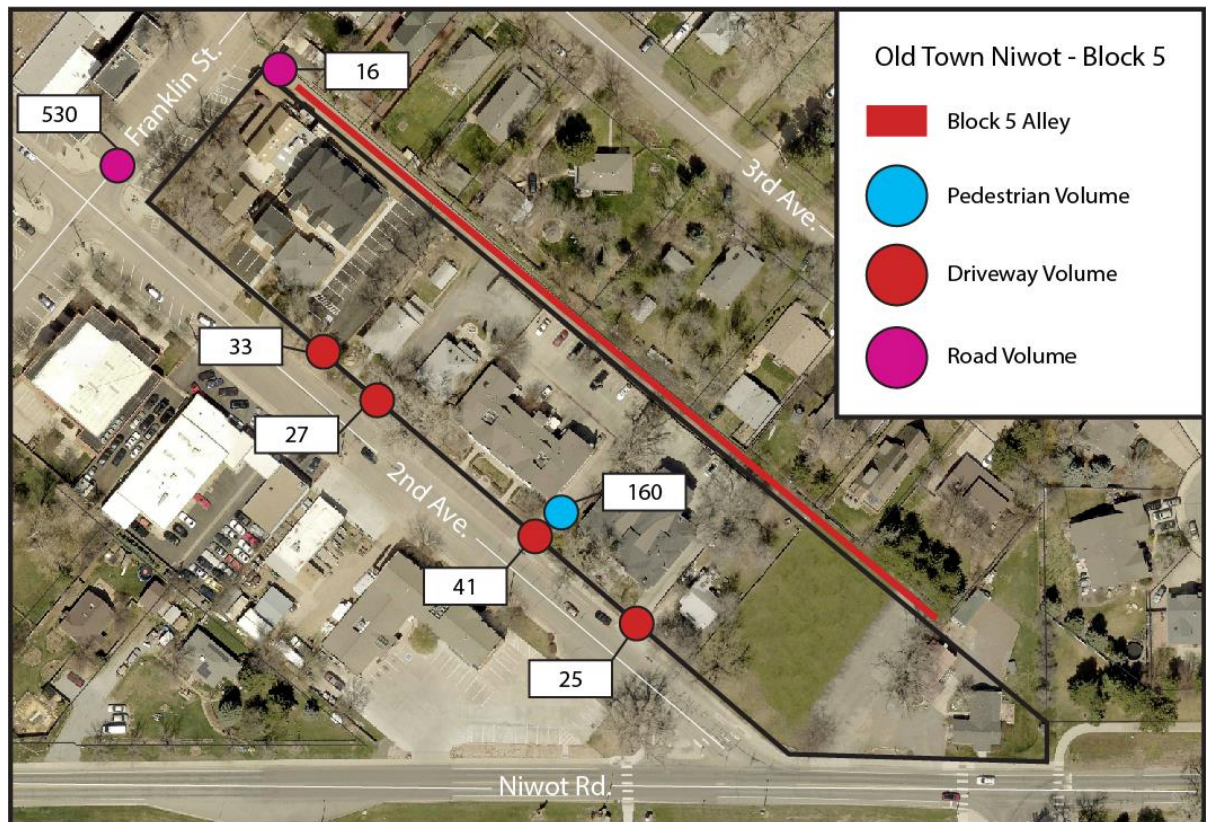 Old Town Niwot - Block 5
Block 5 Alley
Pedestrian Volume
Driveway Volume
Road Volume
16
530
Franklin St.
3rd Ave.
33
27
2nd Ave.
160
41
25
Niwot Rd.